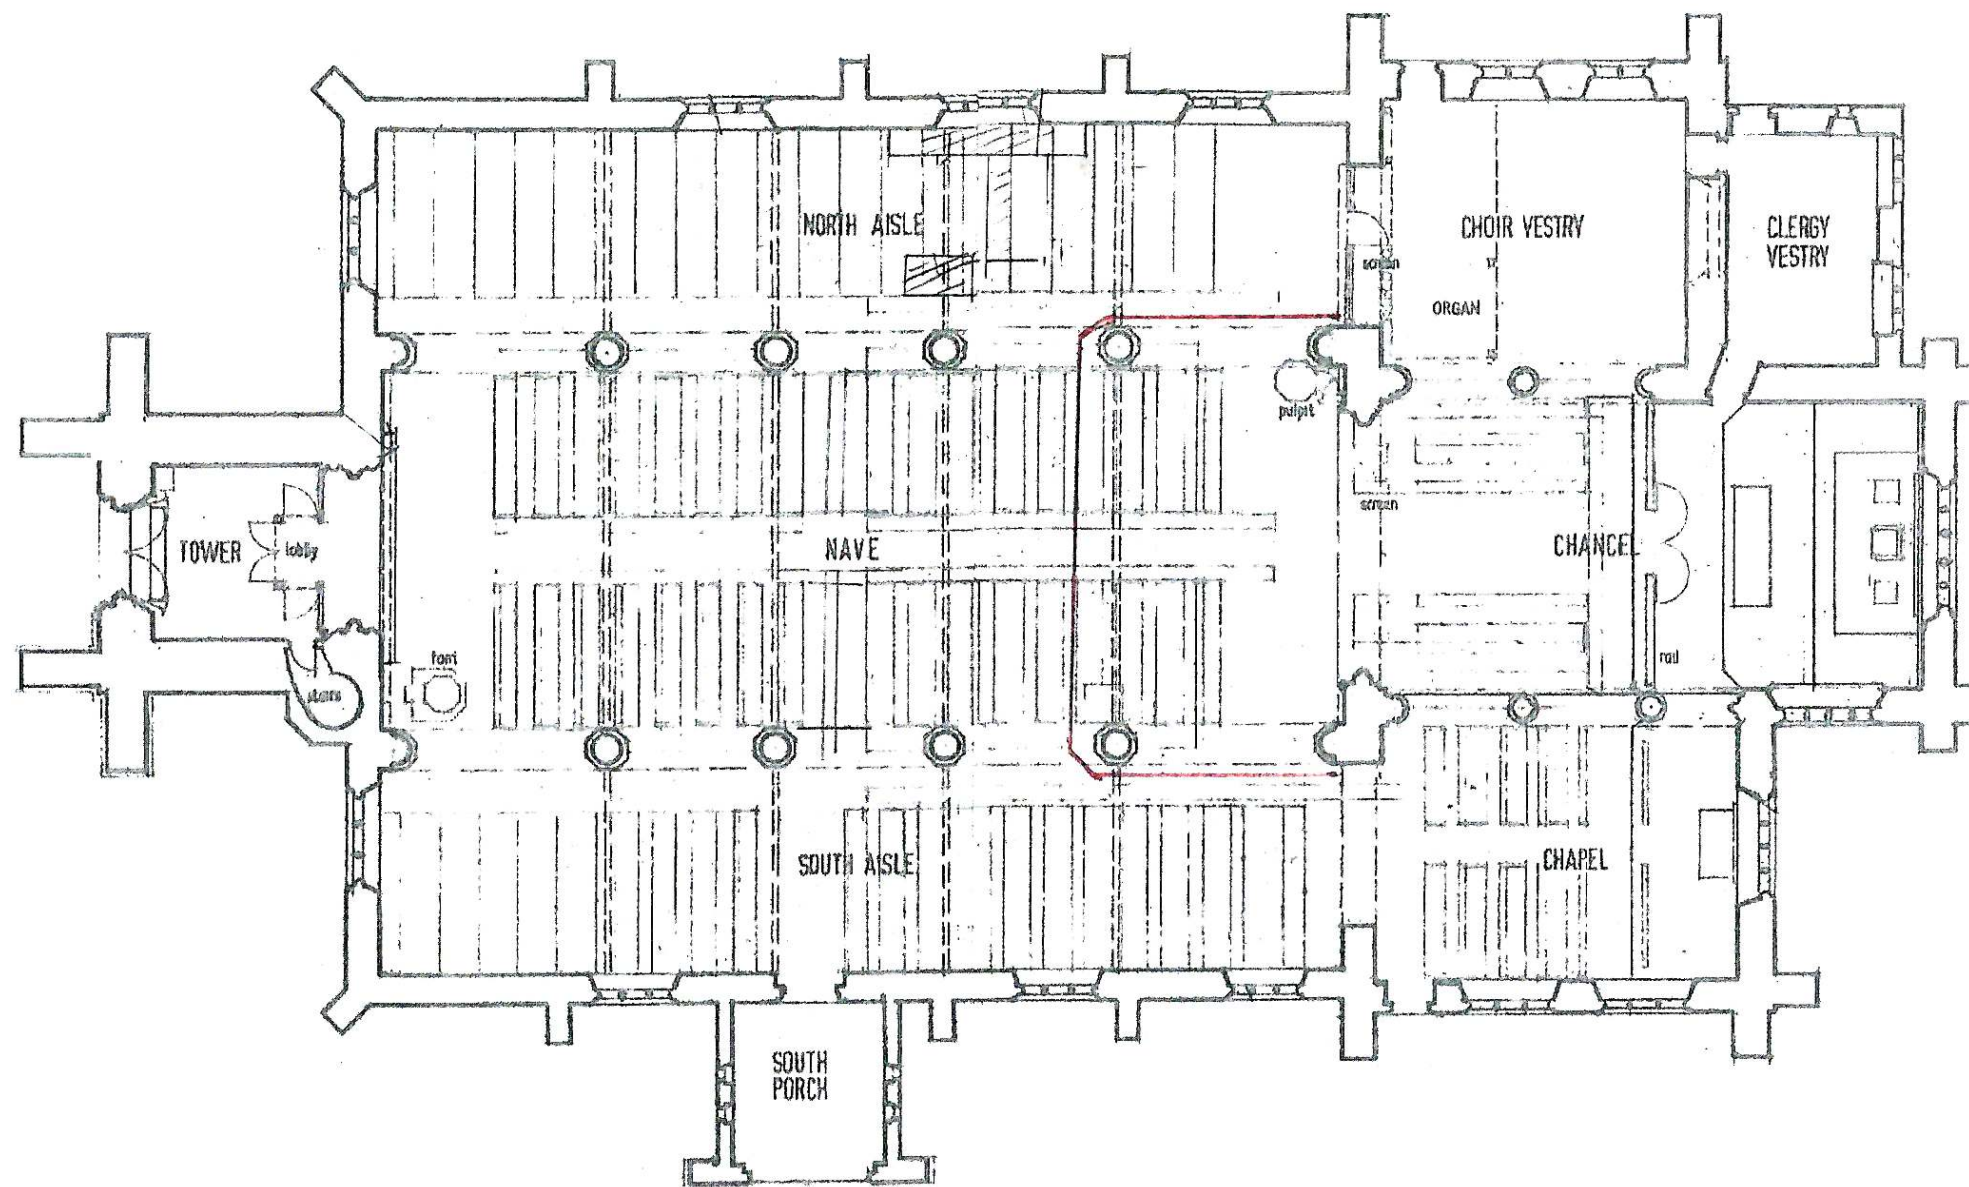 NORTH AISLE
CHOIR VESTRY
CLERGY
VESTRY
screen
ORGAN
pulpit
screen
TOWER
lobby
NAVE
CHANCEL
font
stairs
rail
SOUTH AISLE
CHAPEL
SOUTH
PORCH